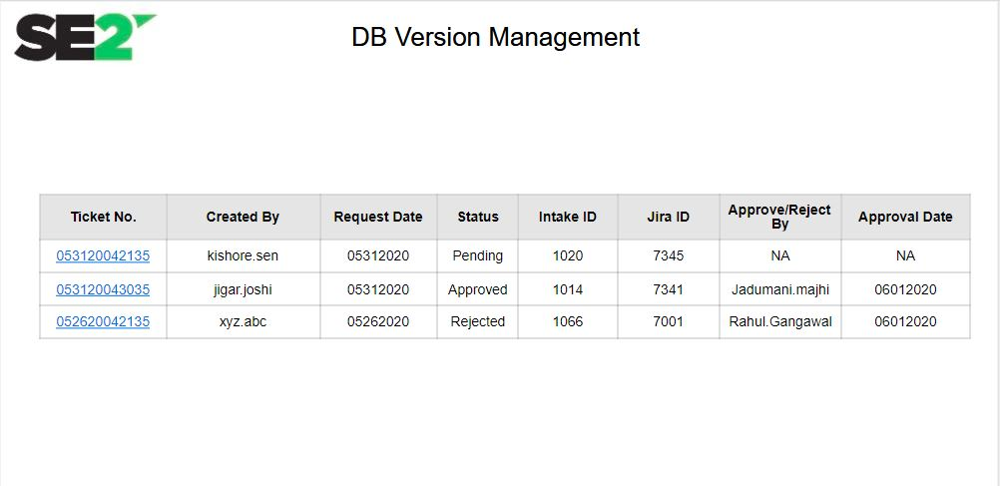 SE2
DB Version Management
Ticket No. Created By Request Date Status Intake ID Jira ID Approve/Reject By Approval Date
053120042135 kishore.sen 05312020 Pending 1020 7345 NA NA
053120043035 jigar.joshi 05312020 Approved 1014 7341 Jadumani.majhi 06012020
052620042135 xyz.abc 05262020 Rejected 1066 7001 Rahul.Gangawal 06012020